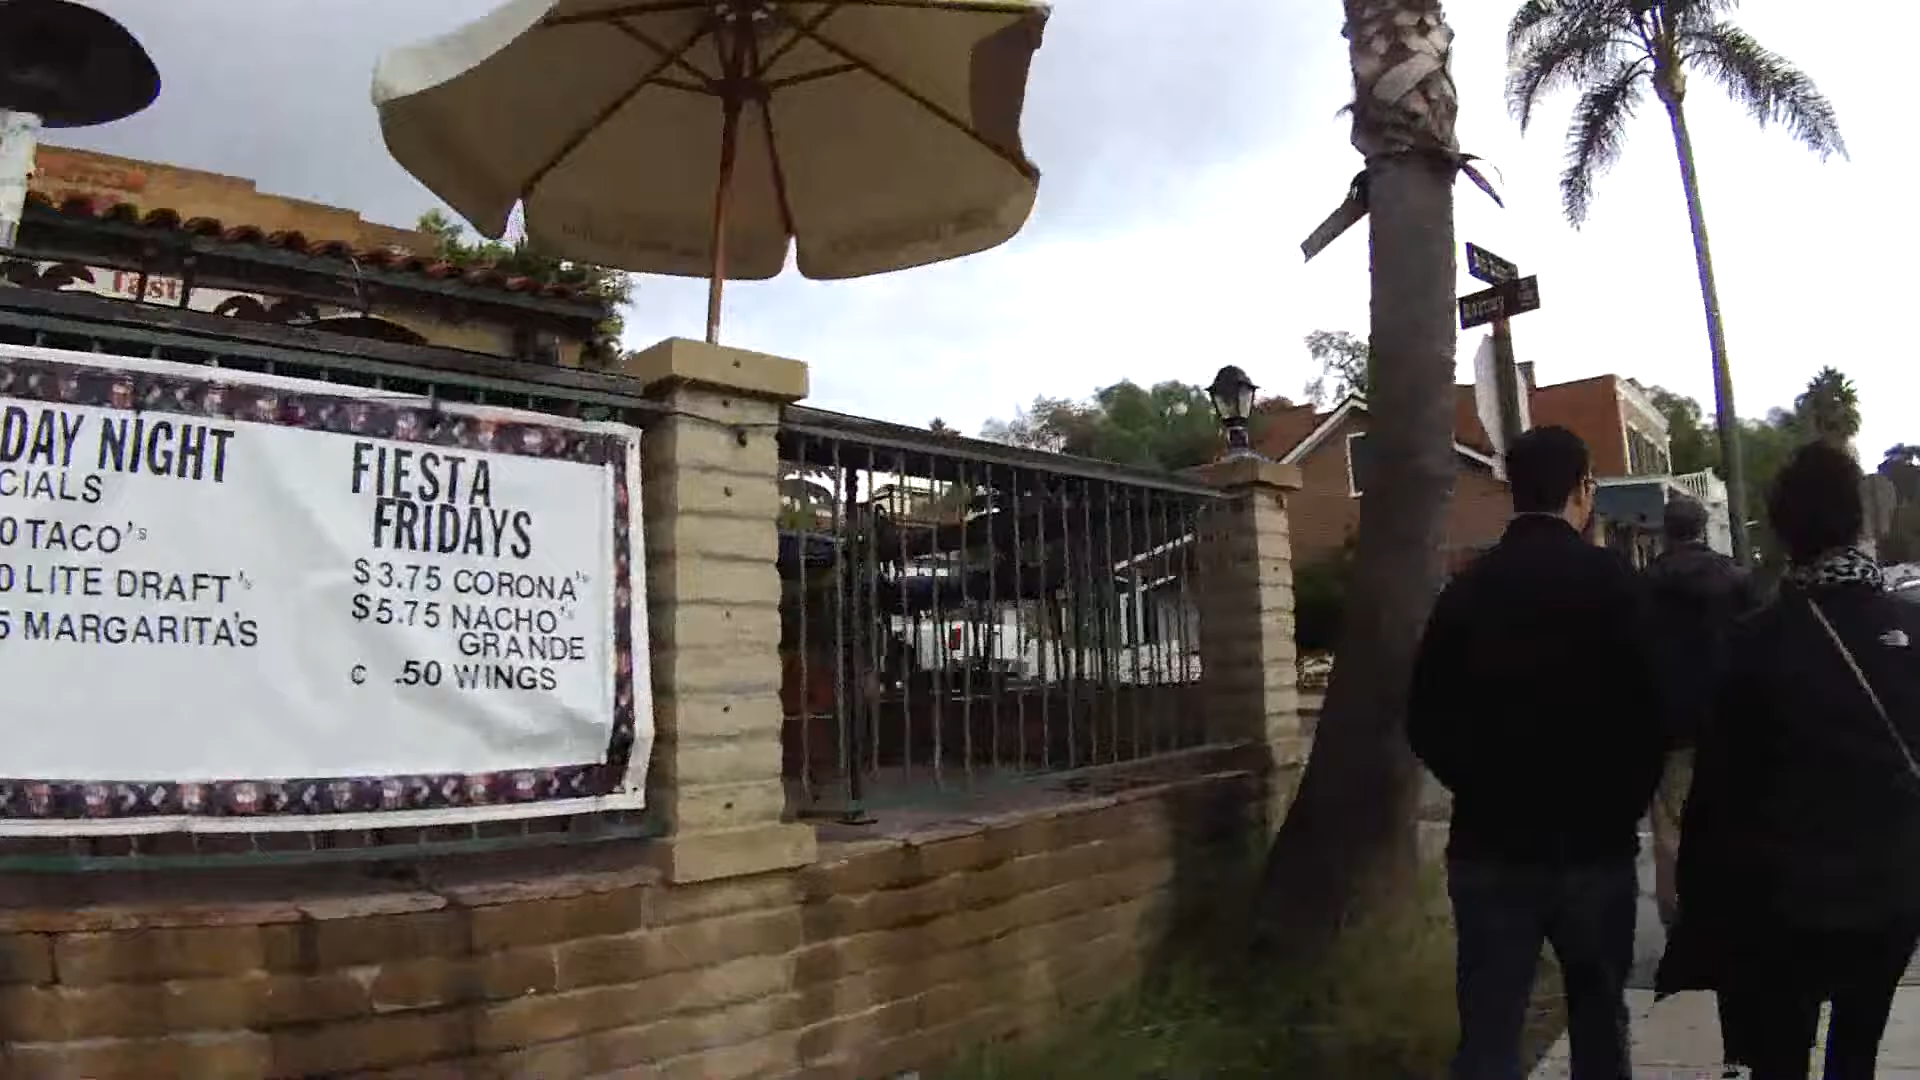 Tast
DAY NIGHT
CIALS
0 TACO's
0 LITE DRAFT's
5 MARGARITA'S
FIESTA
FRIDAYS
$3.75 CORONA's
$5.75 NACHO's
GRANDE
¢ .50 WINGS